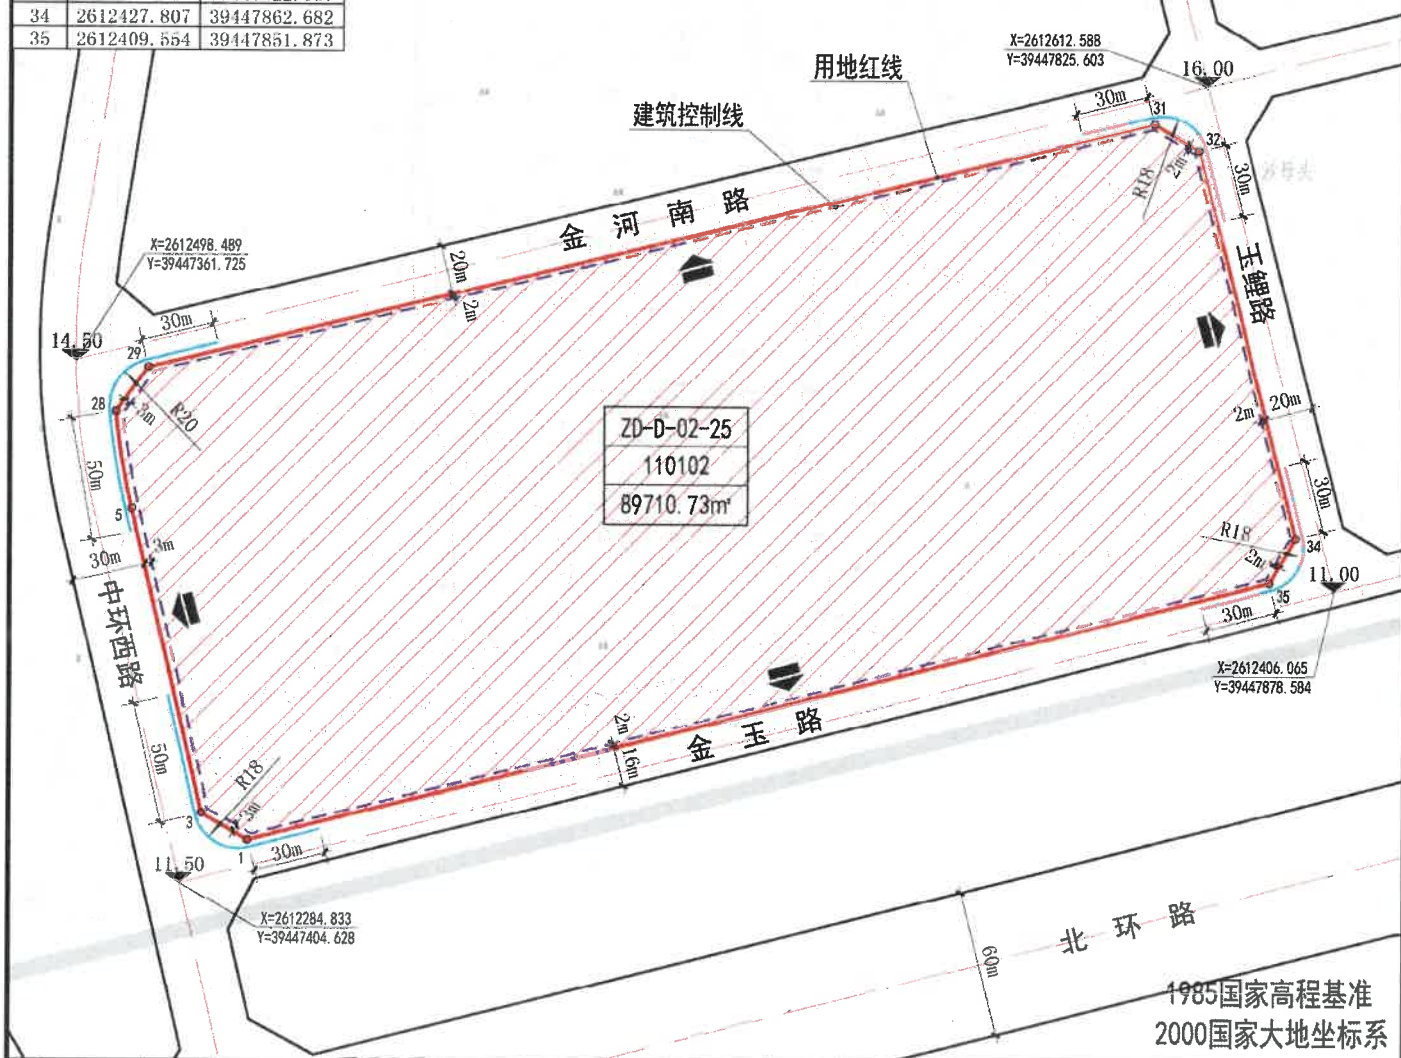 34 2612427.807 39447862.682
35 2612409.554 39447851.873
X=2612612.588
Y=39447825.603
用地红线
16.00
建筑控制线
30m
31
32
R18
2m
30m
金河南路
X=2612498.489
Y=39447361.725
20m
2m
玉鲤路
30m
14.50
29
28
3m
R20
ZD-D-02-25
110102
89710.73m²
2m
20m
50m
5
30m
3m
30m
R18
34
2m
11.00
中环西路
35
30m
X=2612406.065
Y=39447878.584
2m
金玉路
16m
50m
R18
3
3m
1
30m
11.50
X=2612284.833
Y=39447404.628
北环路
60m
1985国家高程基准
2000国家大地坐标系